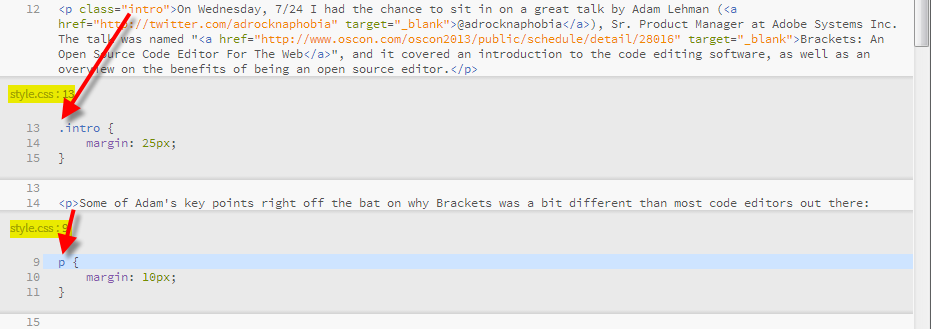 12 <p class="intro">On Wednesday, 7/24 I had the chance to sit in on a great talk by Adam Lehman (<a
href="http://twitter.com/adrocknaphobia" target="_blank">@adrocknaphobia</a>), Sr. Product Manager at Adobe Systems Inc.
The talk was named "<a href="http://www.oscon.com/oscon2013/public/schedule/detail/28016" target="_blank">Brackets: An
Open Source Code Editor For The Web</a>", and it covered an introduction to the code editing software, as well as an
overview on the benefits of being an open source editor.</p>
style.css : 13
13 .intro {
14 margin: 25px;
15 }
13
14 <p>Some of Adam's key points right off the bat on why Brackets was a bit different than most code editors out there:
style.css : 9
9 p {
10 margin: 10px;
11 }
15